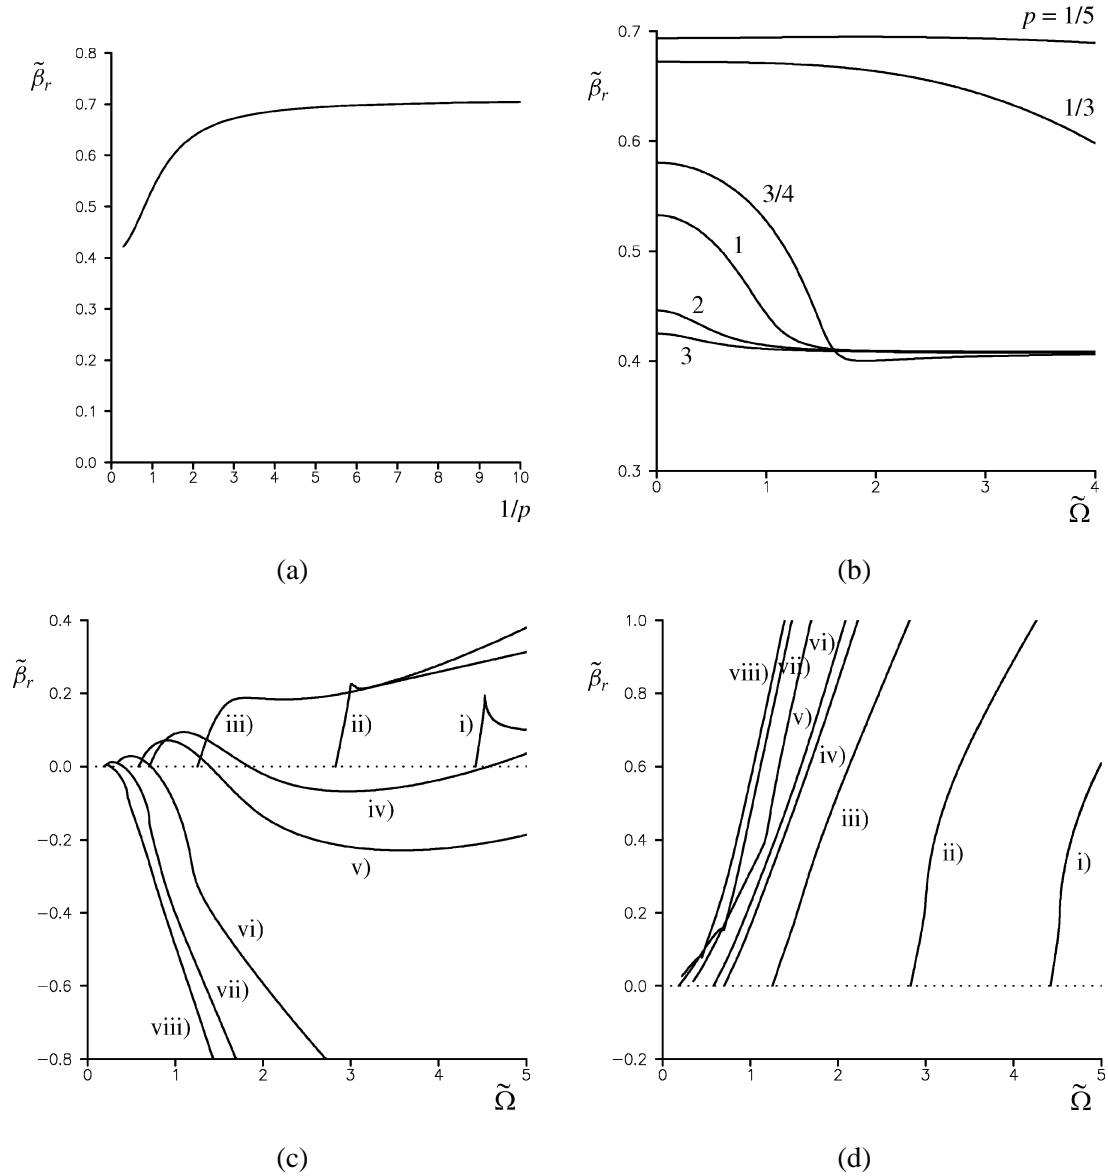 p = 1/5
β̃r
0.8
0.7
0.6
0.5
0.4
0.3
0.2
0.1
0.0
0 1 2 3 4 5 6 7 8 9 10
1/p
(a)
β̃r
0.7
0.6
0.5
0.4
0.3
1/3
3/4
1
2
3
0 1 2 3 4
Ω̃
(b)
β̃r
0.4
0.2
0.0
−0.2
−0.4
−0.6
−0.8
iii)
ii)
i)
iv)
v)
vi)
vii)
viii)
0 1 2 3 4 5
Ω̃
(c)
β̃r
1.0
0.8
0.6
0.4
0.2
0.0
−0.2
viii)
vii)
vi)
v)
iv)
iii)
ii)
i)
0 1 2 3 4 5
Ω̃
(d)